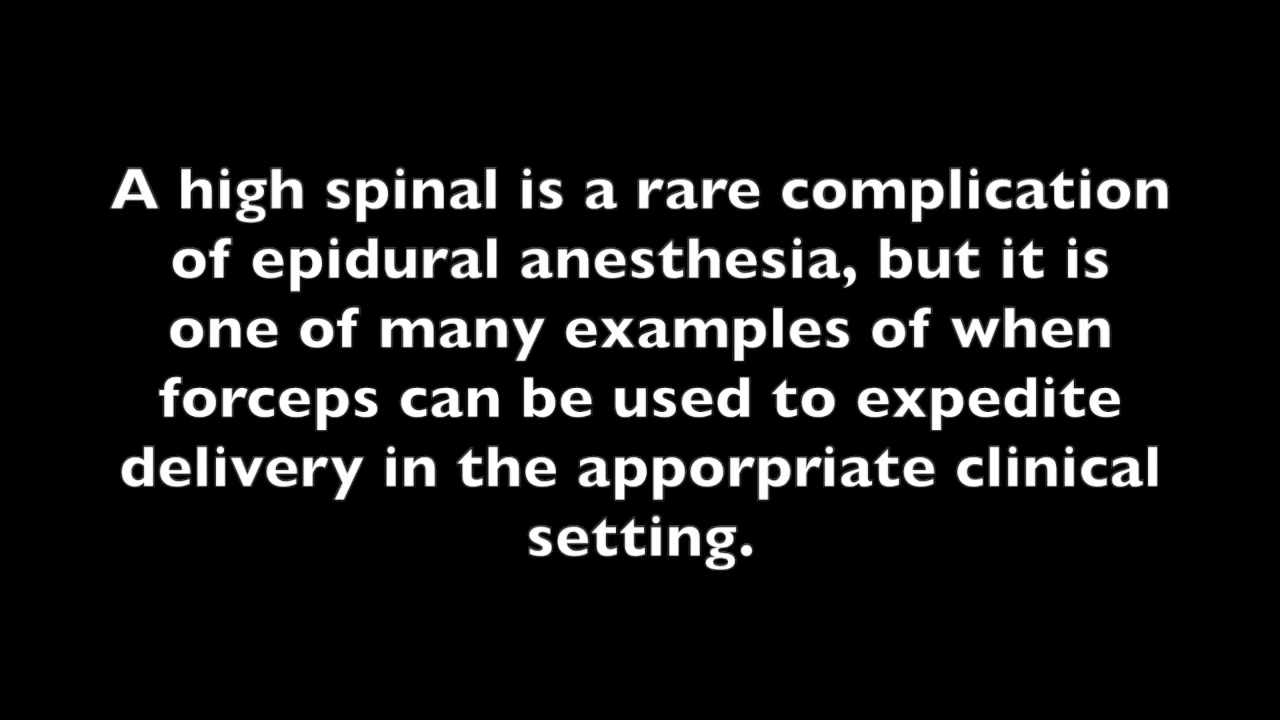 A high spinal is a rare complication
of epidural anesthesia, but it is
one of many examples of when
forceps can be used to expedite
delivery in the apporpriate clinical
setting.